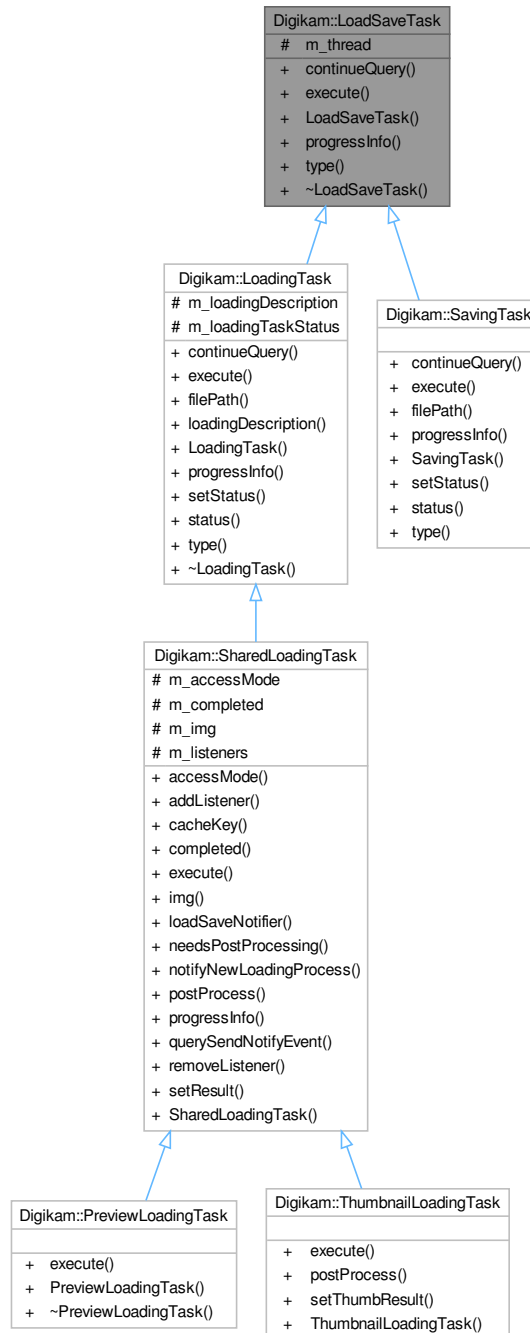 Digikam::LoadSaveTask
# m_thread
+ continueQuery()
+ execute()
+ LoadSaveTask()
+ progressInfo()
+ type()
+ ~LoadSaveTask()
Digikam::LoadingTask
# m_loadingDescription
# m_loadingTaskStatus
+ continueQuery()
+ execute()
+ filePath()
+ loadingDescription()
+ LoadingTask()
+ progressInfo()
+ setStatus()
+ status()
+ type()
+ ~LoadingTask()
Digikam::SavingTask
+ continueQuery()
+ execute()
+ filePath()
+ progressInfo()
+ SavingTask()
+ setStatus()
+ status()
+ type()
Digikam::SharedLoadingTask
# m_accessMode
# m_completed
# m_img
# m_listeners
+ accessMode()
+ addListener()
+ cacheKey()
+ completed()
+ execute()
+ img()
+ loadSaveNotifier()
+ needsPostProcessing()
+ notifyNewLoadingProcess()
+ postProcess()
+ progressInfo()
+ querySendNotifyEvent()
+ removeListener()
+ setResult()
+ SharedLoadingTask()
Digikam::PreviewLoadingTask
+ execute()
+ PreviewLoadingTask()
+ ~PreviewLoadingTask()
Digikam::ThumbnailLoadingTask
+ execute()
+ postProcess()
+ setThumbResult()
+ ThumbnailLoadingTask()